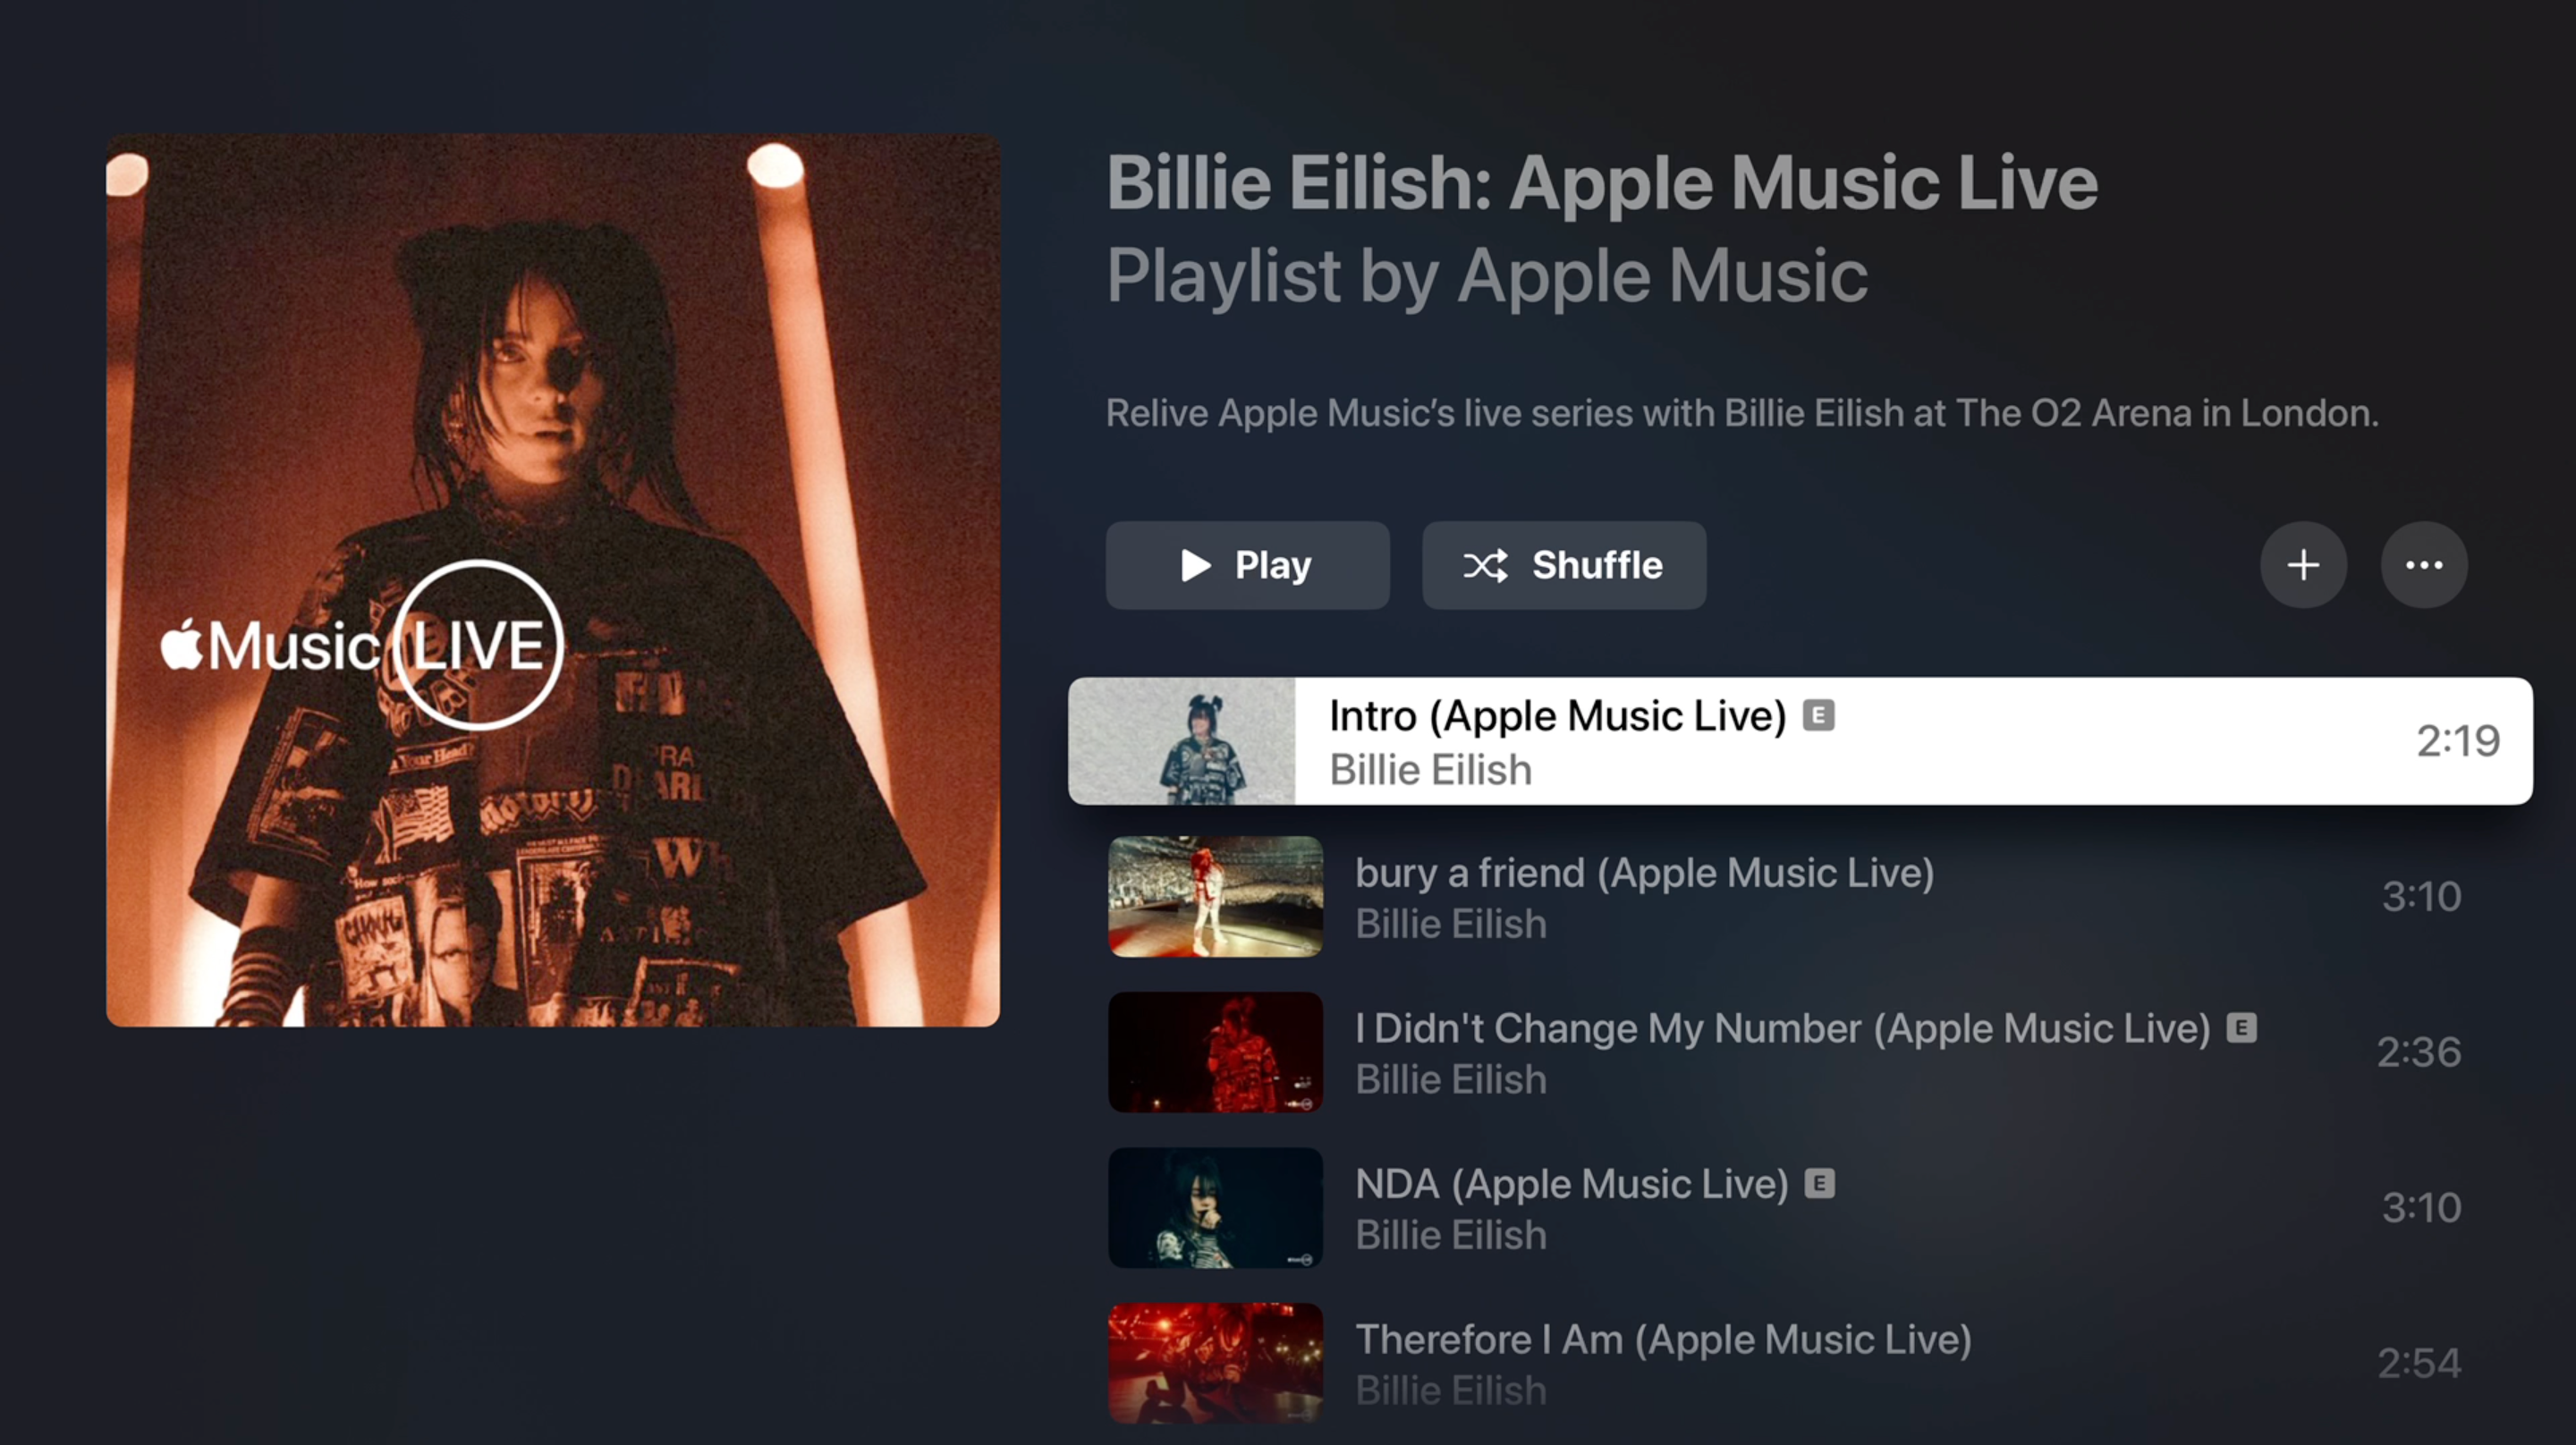 Music LIVE
Your Head?
Billie Eilish: Apple Music Live
Playlist by Apple Music
Relive Apple Music's live series with Billie Eilish at The O2 Arena in London.
Play
Shuffle
Intro (Apple Music Live) E
Billie Eilish
2:19
bury a friend (Apple Music Live)
Billie Eilish
3:10
I Didn't Change My Number (Apple Music Live) E
Billie Eilish
2:36
NDA (Apple Music Live) E
Billie Eilish
3:10
Therefore I Am (Apple Music Live)
Billie Eilish
2:54